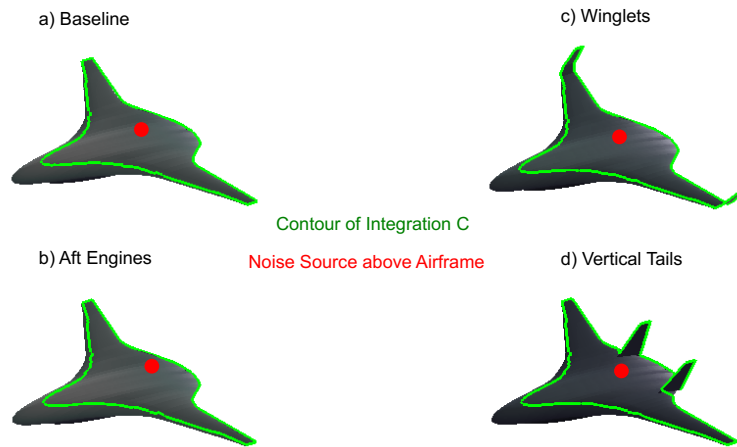 a) Baseline
c) Winglets
Contour of Integration C
b) Aft Engines
Noise Source above Airframe
d) Vertical Tails